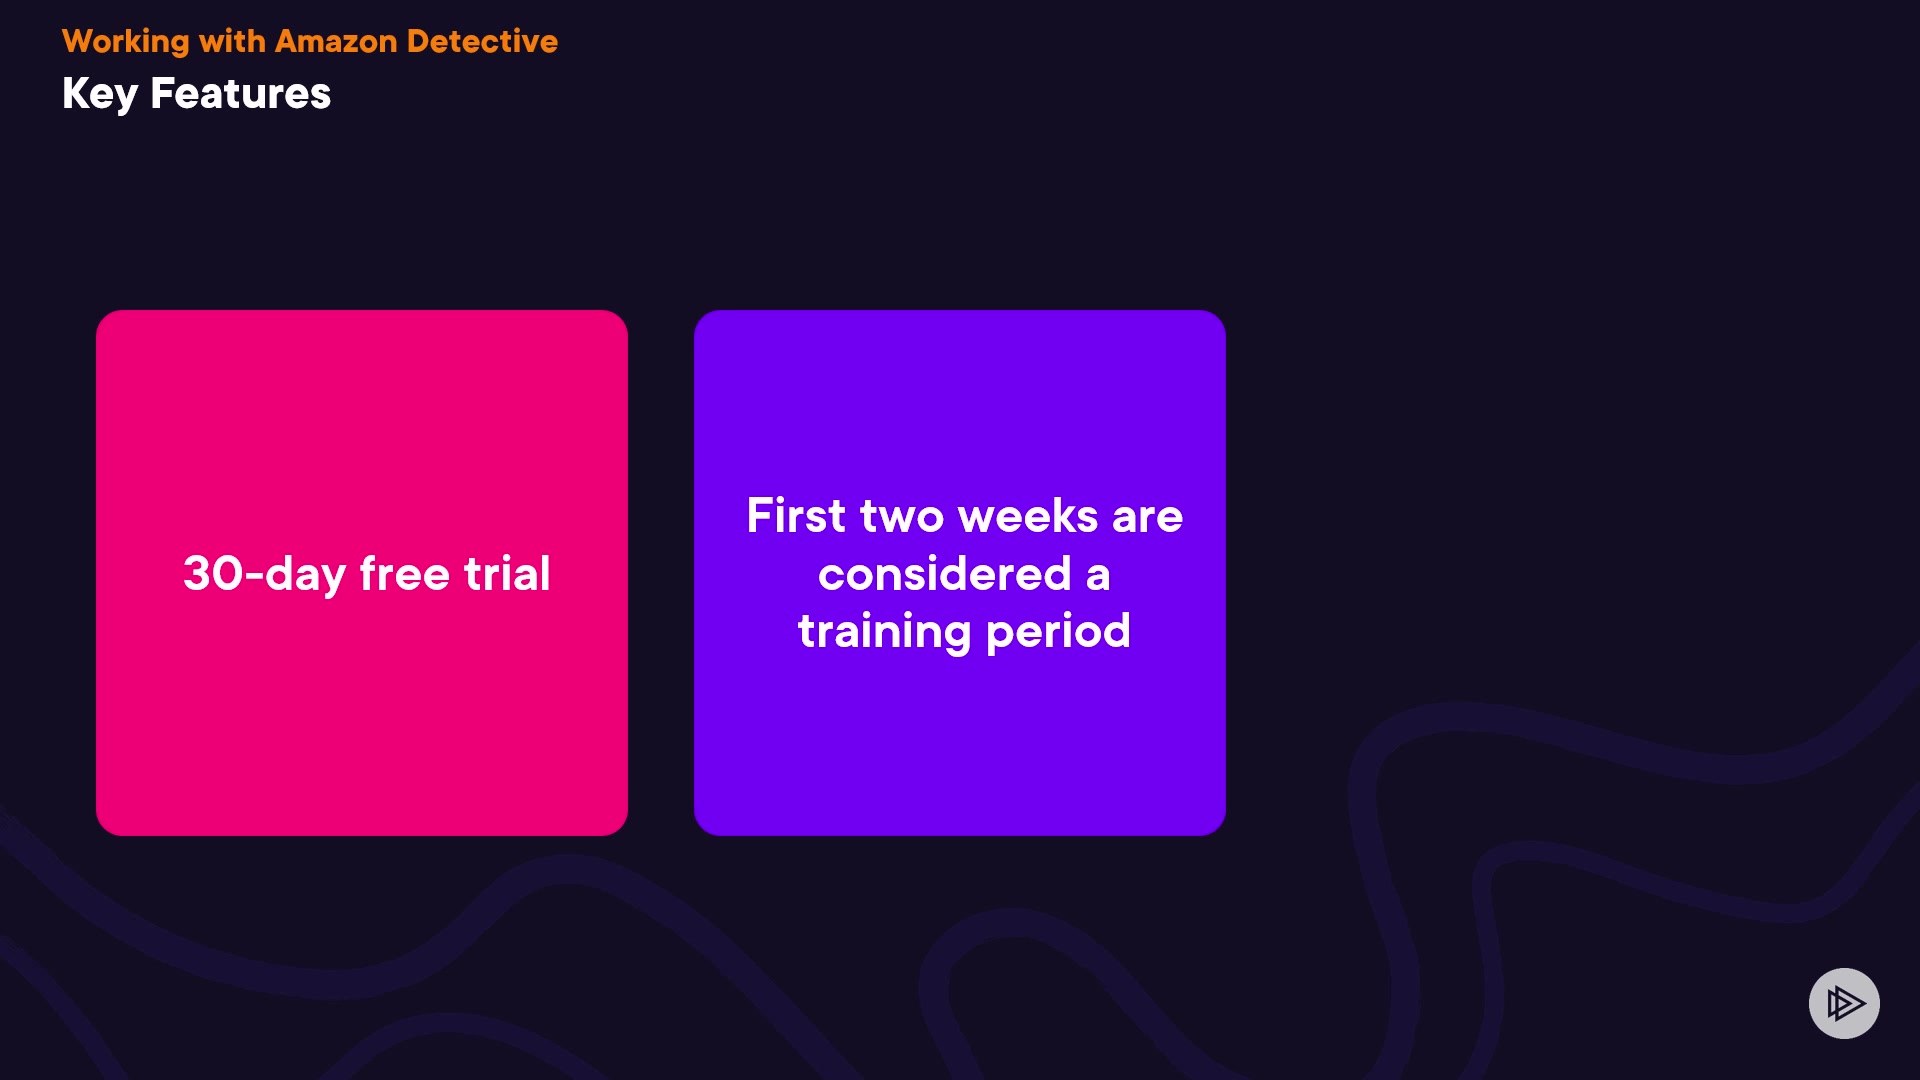 Working with Amazon Detective
Key Features
30-day free trial
First two weeks are
considered a
training period